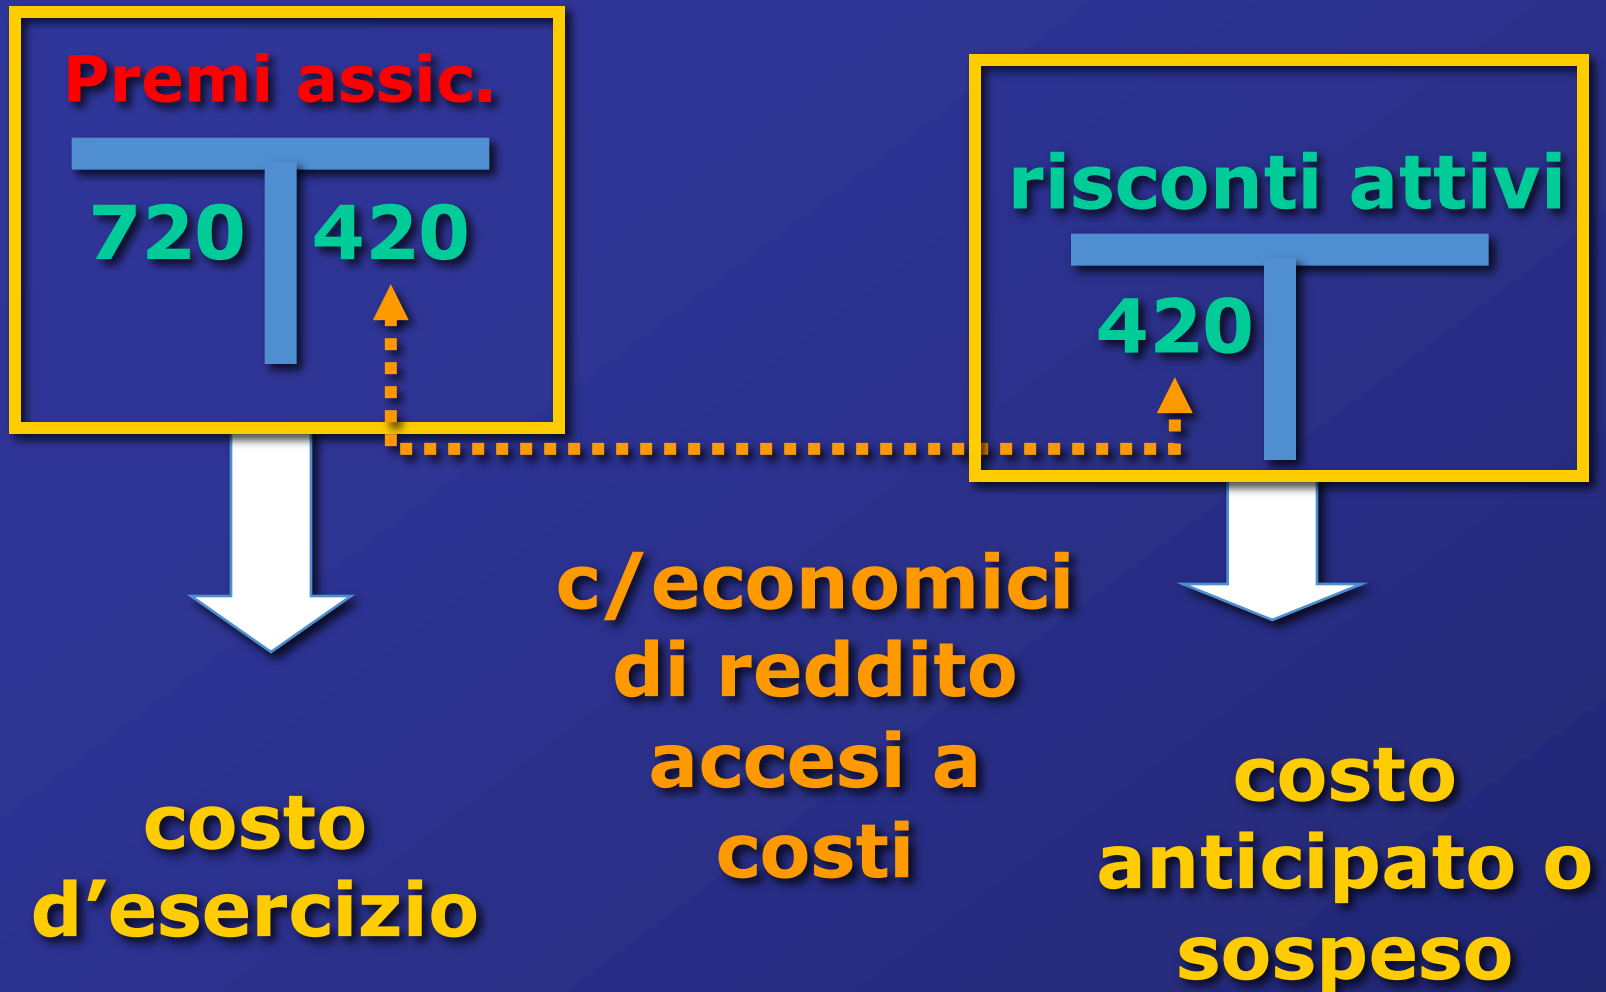 Premi assic.
720 420
risconti attivi
420
c/economici
di reddito
accesi a
costi
costo
d’esercizio
costo
anticipato o
sospeso